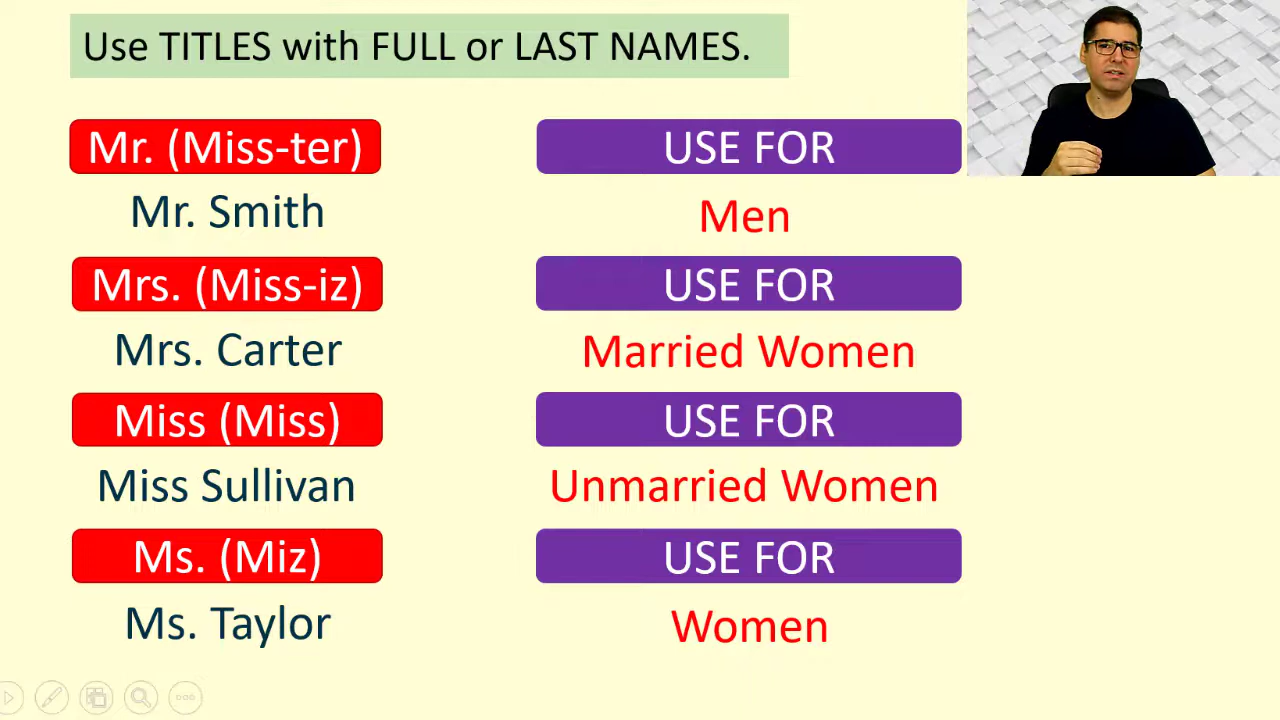 Use TITLES with FULL or LAST NAMES.
Mr. (Miss-ter)
USE FOR
Mr. Smith
Men
Mrs. (Miss-iz)
USE FOR
Mrs. Carter
Married Women
Miss (Miss)
USE FOR
Miss Sullivan
Unmarried Women
Ms. (Miz)
USE FOR
Ms. Taylor
Women